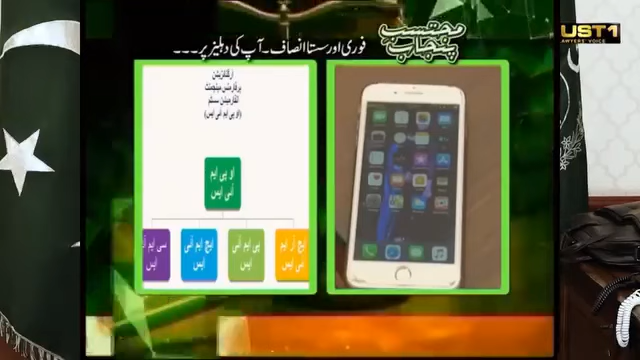 UST1
LAWYERS' VOICE
محتسب پنجاب
فوری اور سستا انصاف۔ آپ کی دہلیز پر۔۔۔
آرگنائزیشن
پرفارمنس مینجمنٹ
انفارمیشن سسٹم
(او پی ایم آئی ایس)
او پی ایم
آئی ایس
ایچ آر ایم
آئی ایس
پی ایم آئی
ایس
ایچ ایم آئی
ایس
سی ایم آ
ایس